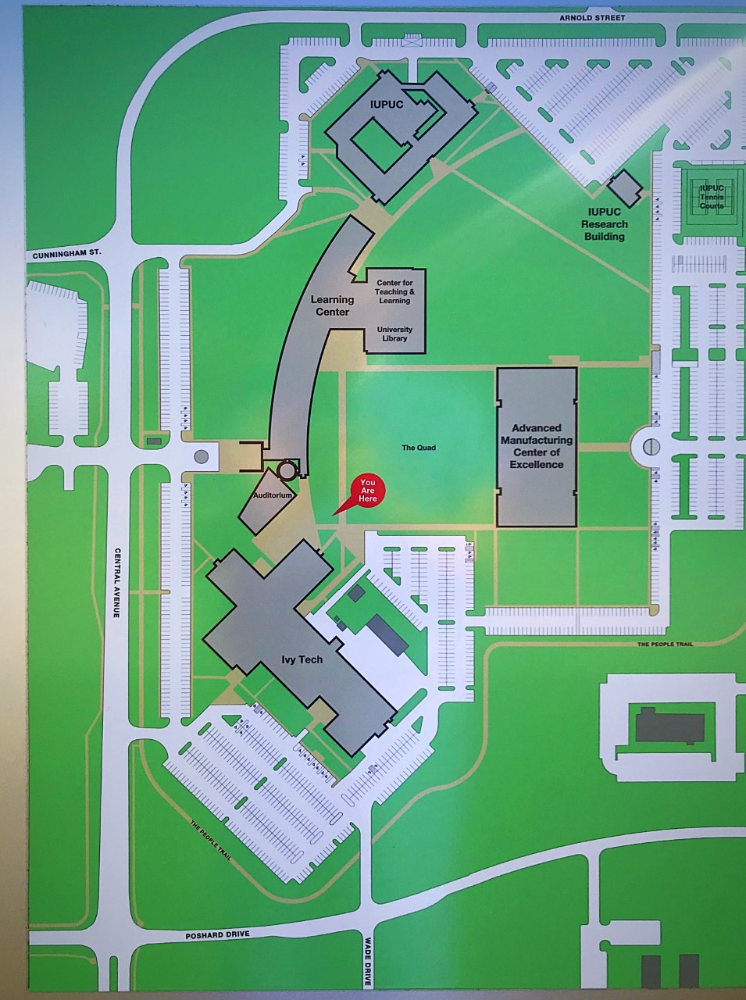 ARNOLD STREET
IUPUC
IUPUC
Tennis
Courts
IUPUC
Research
Building
CUNNINGHAM ST.
Center for
Teaching &
Learning
Learning
Center
University
Library
Advanced
Manufacturing
Center of
Excellence
The Quad
You
Are
Here
Auditorium
CENTRAL AVENUE
THE PEOPLE TRAIL
Ivy Tech
THE PEOPLE TRAIL
POSHARD DRIVE
WADE DRIVE